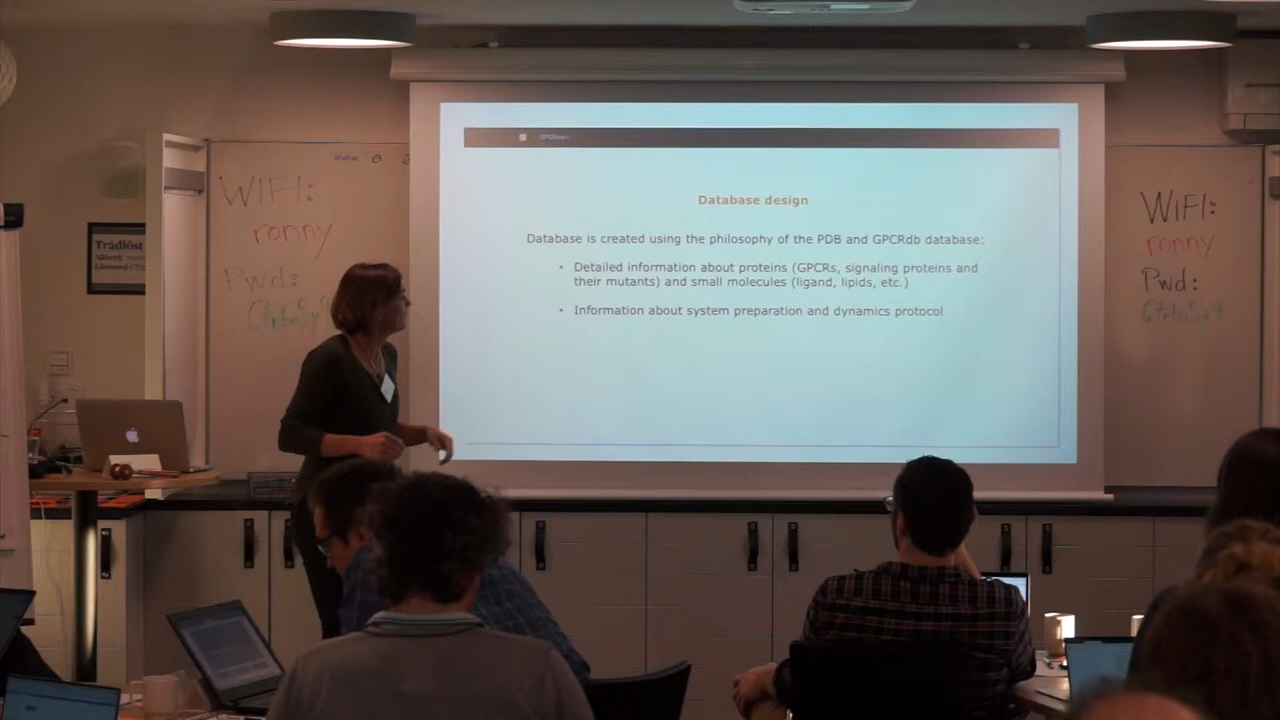 WIFI:
ronny
Pwd:
Trådlöst
Database design
Database is created using the philosophy of the PDB and GPCRdb database:
• Detailed information about proteins (GPCRs, signaling proteins and
their mutants) and small molecules (ligand, lipids, etc.)
• Information about system preparation and dynamics protocol
WIFI:
ronny
Pwd: